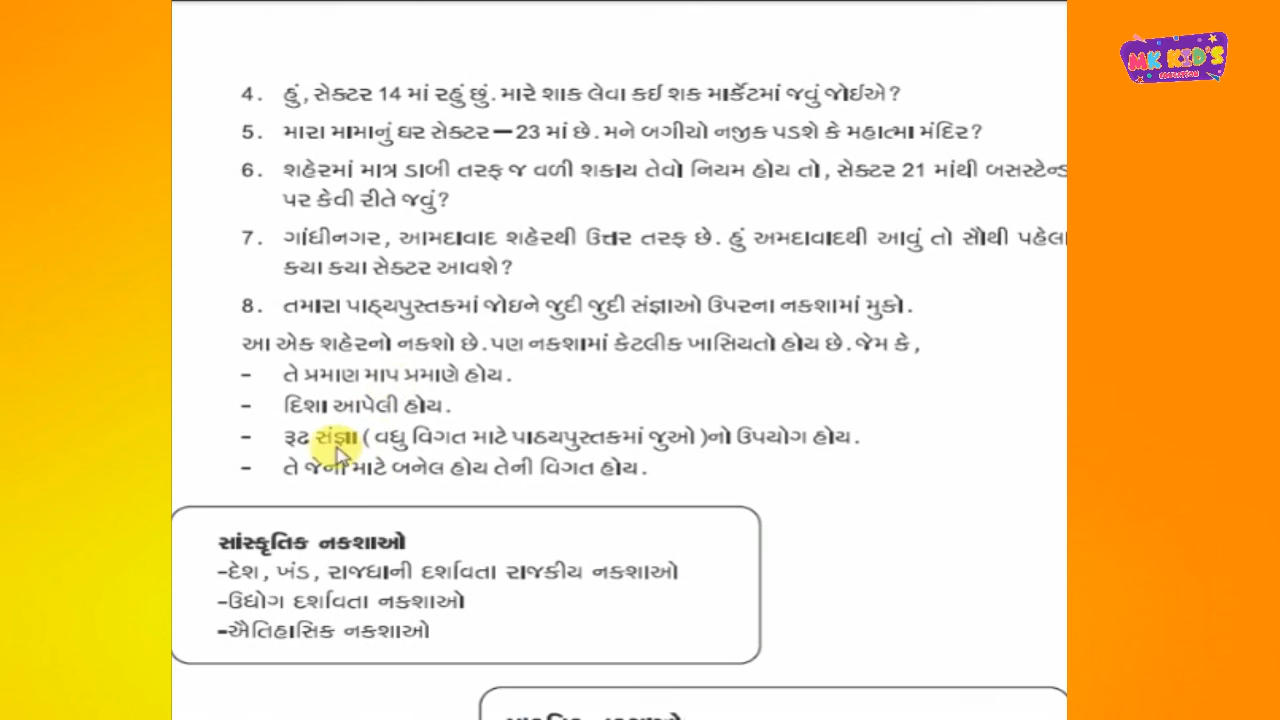 MK KID'S
EDUCATION
4. હું, સેક્ટર 14 માં રહું છું. મારે શાક લેવા કઈ શક માર્કેટમાં જવું જોઈએ?
5. મારા મામાનું ઘર સેક્ટર–23 માં છે. મને બગીચો નજીક પડશે કે મહાત્મા મંદિર?
6. શહેરમાં માત્ર ડાબી તરફ જ વળી શકાય તેવો નિયમ હોય તો, સેક્ટર 21 માંથી બસસ્ટેન્ડ
પર કેવી રીતે જવું?
7. ગાંધીનગર, આમદાવાદ શહેરથી ઉત્તર તરફ છે. હું અમદાવાદથી આવું તો સૌથી પહેલા
કયા કયા સેક્ટર આવશે?
8. તમારા પાઠ્યપુસ્તકમાં જોઇને જુદી જુદી સંજ્ઞાઓ ઉપરના નકશામાં મુકો.
આ એક શહેરનો નકશો છે. પણ નકશામાં કેટલીક ખાસિયતો હોય છે. જેમ કે,
- તે પ્રમાણ માપ પ્રમાણે હોય.
- દિશા આપેલી હોય.
- રૂઢ સંજ્ઞા ( વધુ વિગત માટે પાઠયપુસ્તકમાં જુઓ )નો ઉપયોગ હોય.
- તે જેના માટે બનેલ હોય તેની વિગત હોય.
સાંસ્કૃતિક નકશાઓ
-દેશ, ખંડ, રાજધાની દર્શાવતા રાજકીય નકશાઓ
-ઉધોગ દર્શાવતા નકશાઓ
-ઐતિહાસિક નકશાઓ